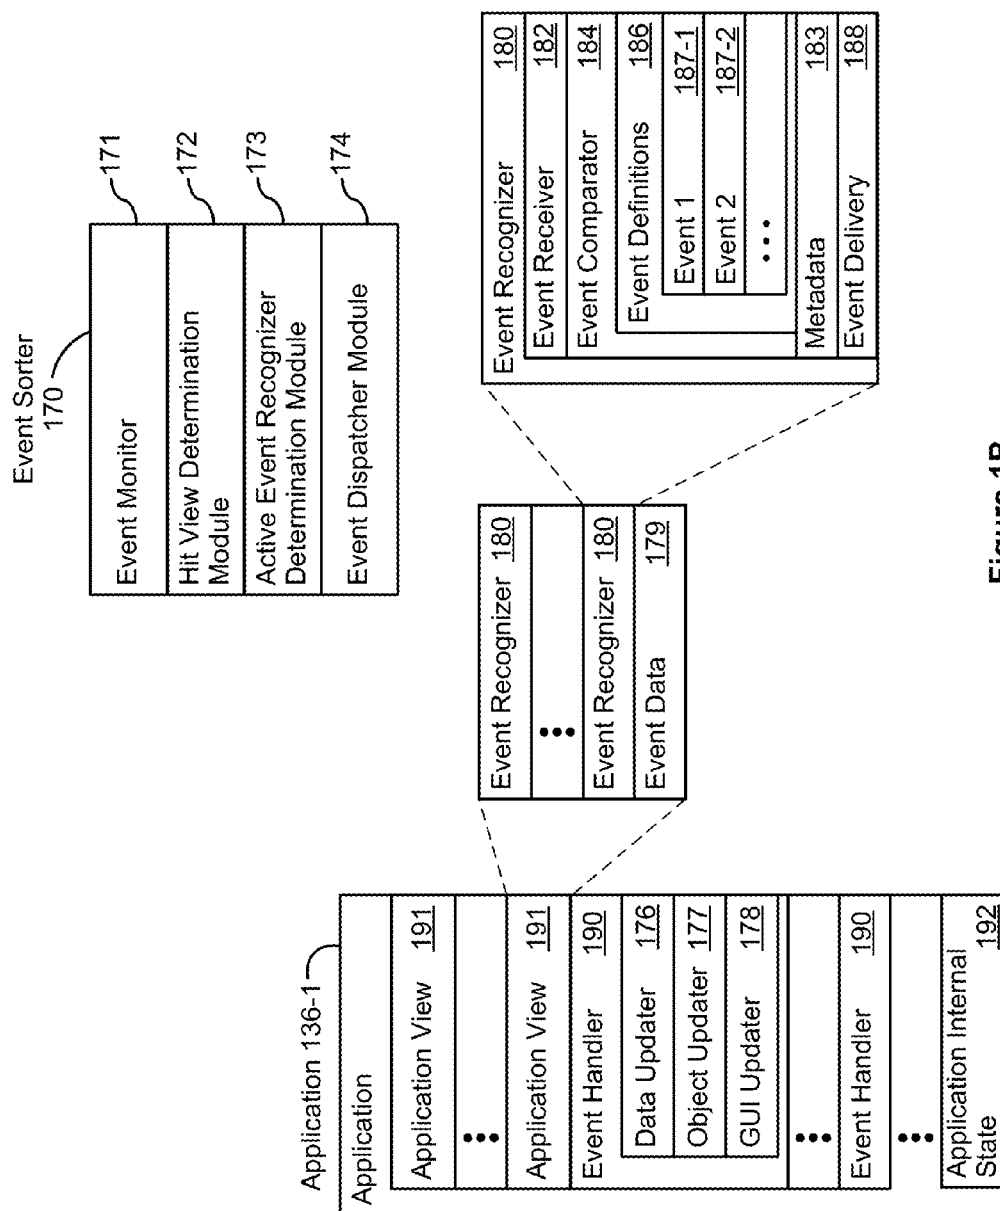 Event Sorter
170
Event Monitor
171
Hit View Determination
Module
172
Active Event Recognizer
Determination Module
173
Event Dispatcher Module
174
Application 136-1
Application
Application View 191
•••
Application View 191
Event Handler 190
Data Updater 176
Object Updater 177
GUI Updater 178
•••
Event Handler 190
•••
Application Internal
State 192
Event Recognizer 180
•••
Event Recognizer 180
Event Data 179
Event Recognizer 180
Event Receiver 182
Event Comparator 184
Event Definitions 186
Event 1 187-1
Event 2 187-2
•••
Metadata 183
Event Delivery 188
Figure 1B